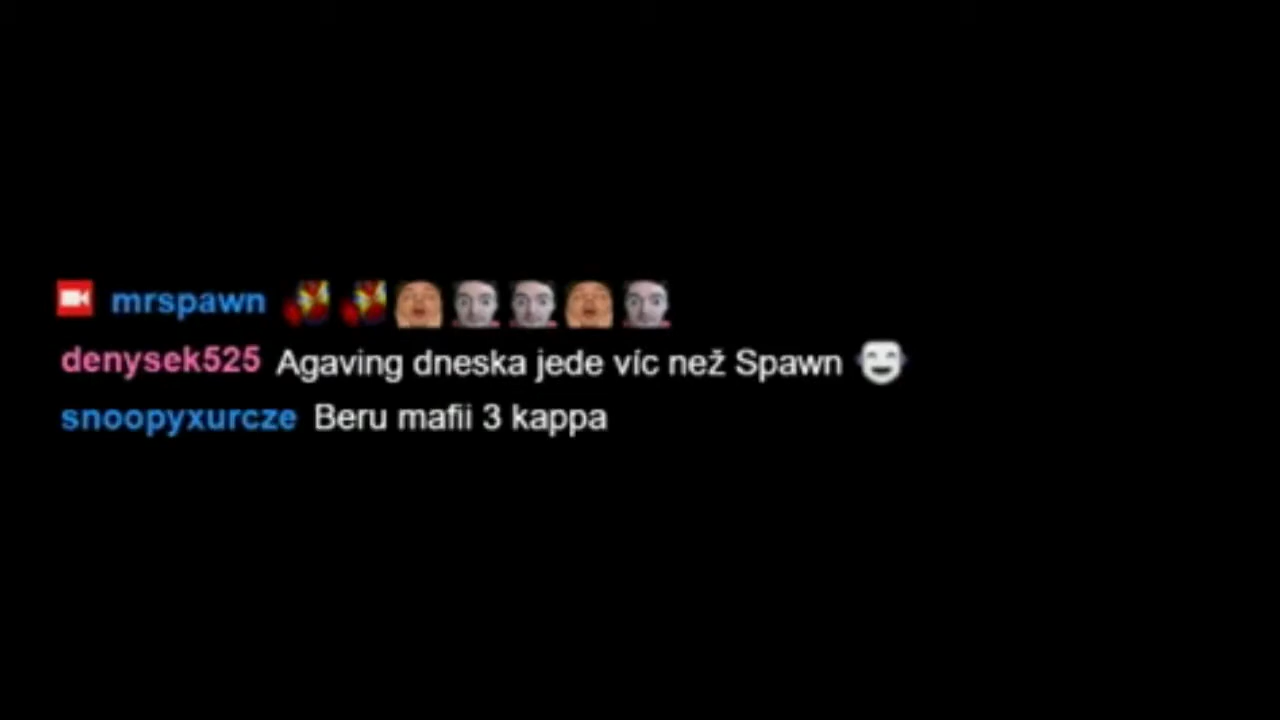 mrspawn
denysek525 Agaving dneska jede víc než Spawn
snoopyxurcze Beru mafii 3 kappa